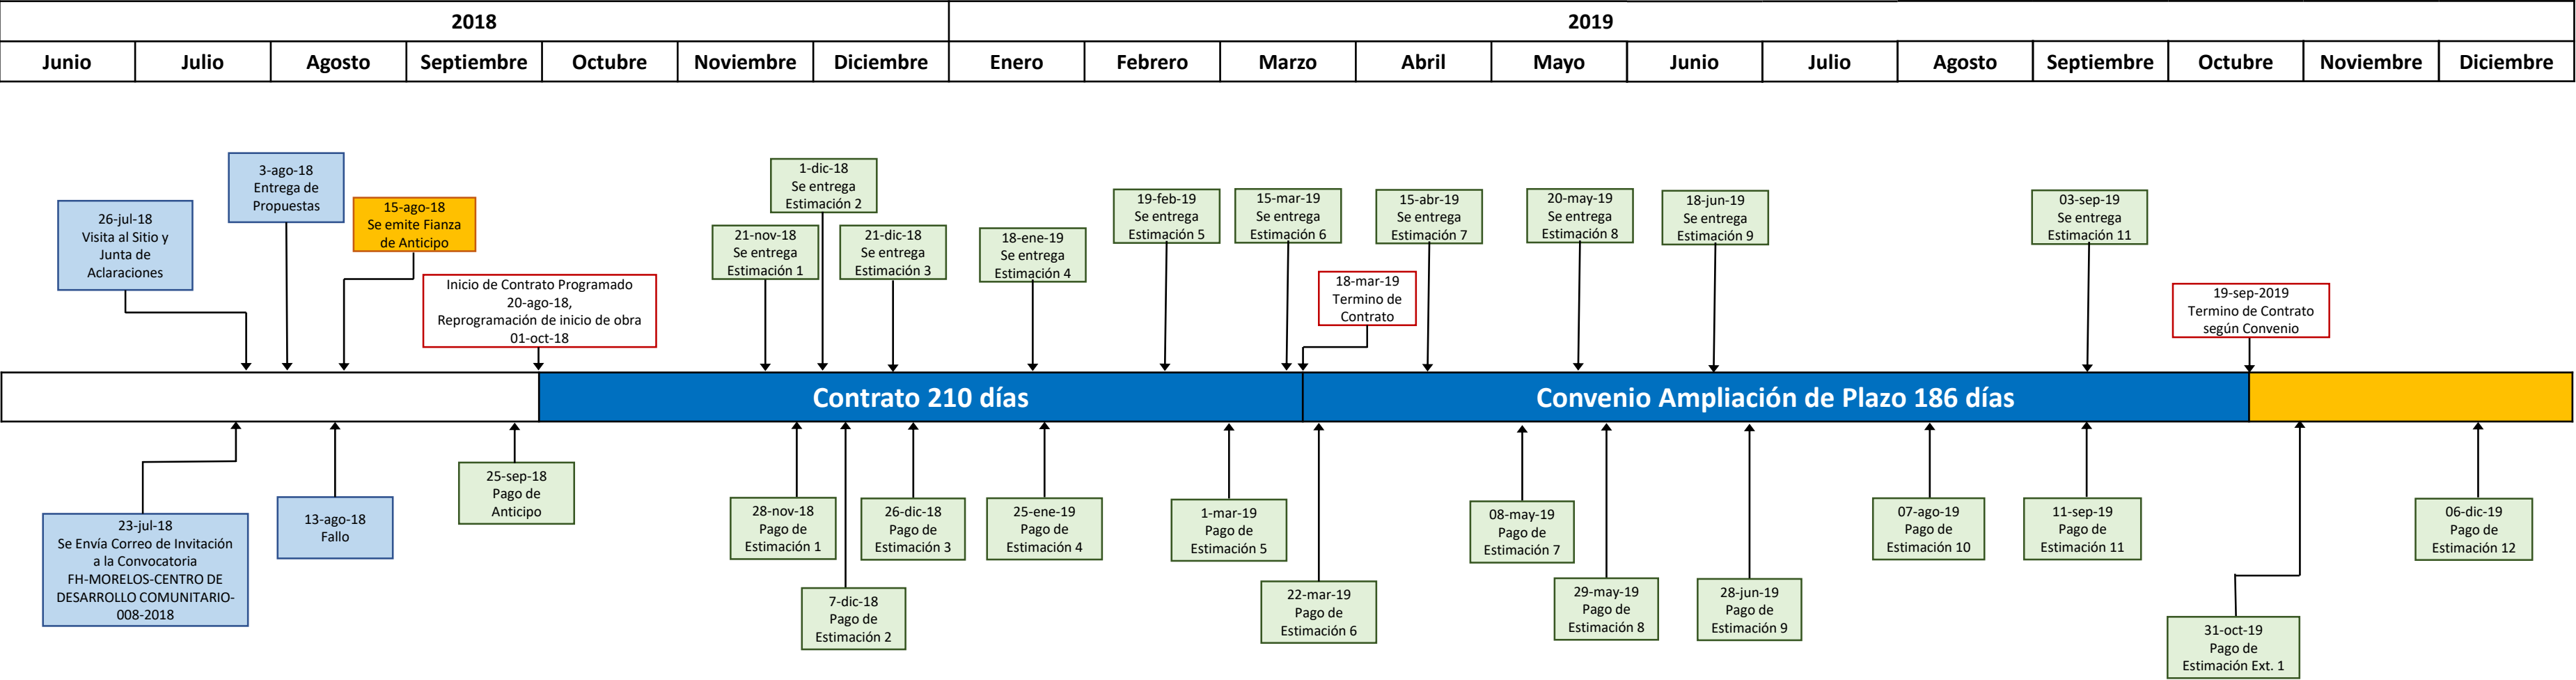 2018
2019
Junio
Julio
Agosto
Septiembre
Octubre
Noviembre
Diciembre
Enero
Febrero
Marzo
Abril
Mayo
Junio
Julio
Agosto
Septiembre
Octubre
Noviembre
Diciembre
26-jul-18
Visita al Sitio y
Junta de
Aclaraciones
3-ago-18
Entrega de
Propuestas
15-ago-18
Se emite Fianza
de Anticipo
Inicio de Contrato Programado
20-ago-18,
Reprogramación de inicio de obra
01-oct-18
21-nov-18
Se entrega
Estimación 1
1-dic-18
Se entrega
Estimación 2
21-dic-18
Se entrega
Estimación 3
18-ene-19
Se entrega
Estimación 4
19-feb-19
Se entrega
Estimación 5
15-mar-19
Se entrega
Estimación 6
18-mar-19
Termino de
Contrato
15-abr-19
Se entrega
Estimación 7
20-may-19
Se entrega
Estimación 8
18-jun-19
Se entrega
Estimación 9
03-sep-19
Se entrega
Estimación 11
19-sep-2019
Termino de Contrato
según Convenio
Contrato 210 días
Convenio Ampliación de Plazo 186 días
23-jul-18
Se Envía Correo de Invitación
a la Convocatoria
FH-MORELOS-CENTRO DE
DESARROLLO COMUNITARIO-
008-2018
13-ago-18
Fallo
25-sep-18
Pago de
Anticipo
28-nov-18
Pago de
Estimación 1
7-dic-18
Pago de
Estimación 2
26-dic-18
Pago de
Estimación 3
25-ene-19
Pago de
Estimación 4
1-mar-19
Pago de
Estimación 5
22-mar-19
Pago de
Estimación 6
08-may-19
Pago de
Estimación 7
29-may-19
Pago de
Estimación 8
28-jun-19
Pago de
Estimación 9
07-ago-19
Pago de
Estimación 10
11-sep-19
Pago de
Estimación 11
31-oct-19
Pago de
Estimación Ext. 1
06-dic-19
Pago de
Estimación 12